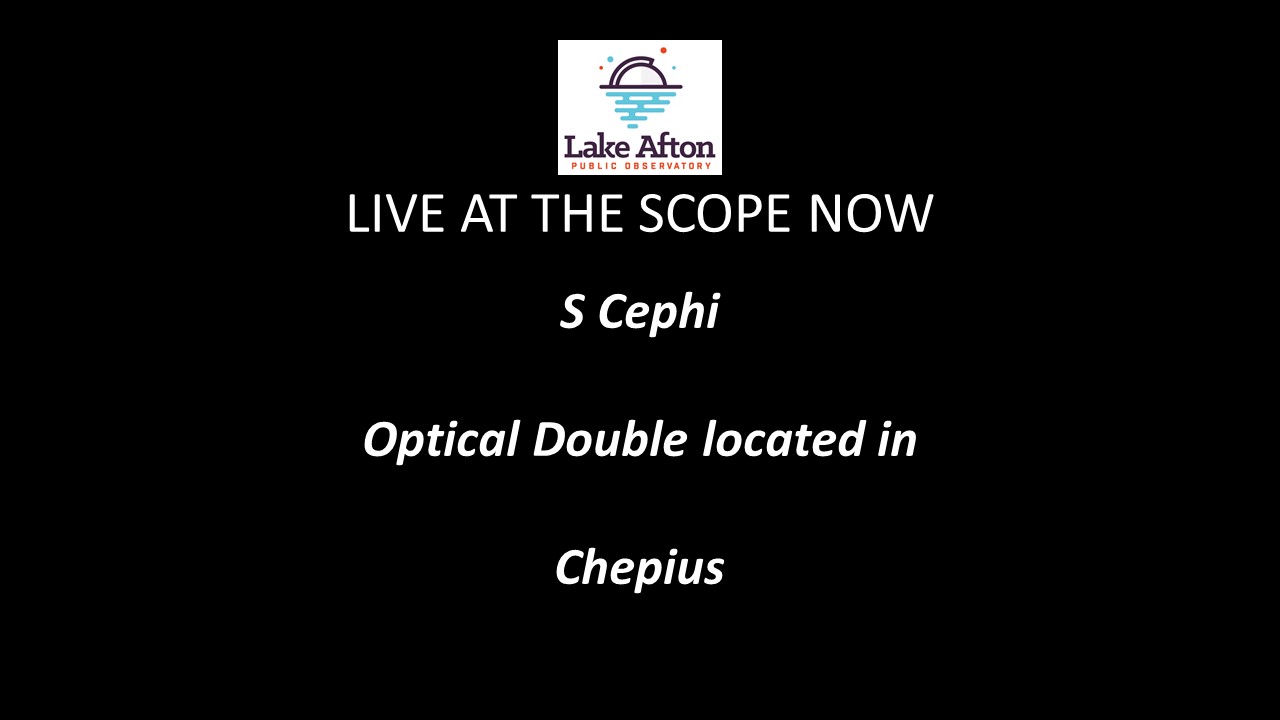 Lake Afton
PUBLIC OBSERVATORY
LIVE AT THE SCOPE NOW
S Cephi
Optical Double located in
Chepius